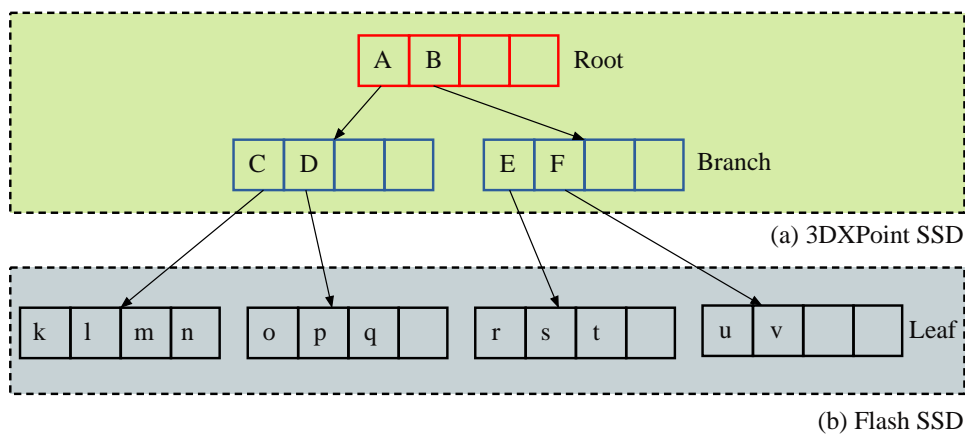 A B Root
C D E F Branch
(a) 3DXPoint SSD
k l m n o p q r s t u v Leaf
(b) Flash SSD